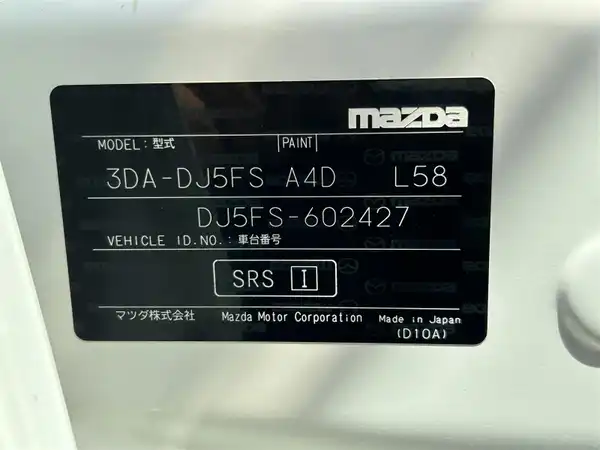 mazda
MODEL:型式 PAINT
3DA-DJ5FS A4D L58
DJ5FS-602427
VEHICLE ID.NO.:車台番号
SRS I
マツダ株式会社 Mazda Motor Corporation Made in Japan
(D10A)